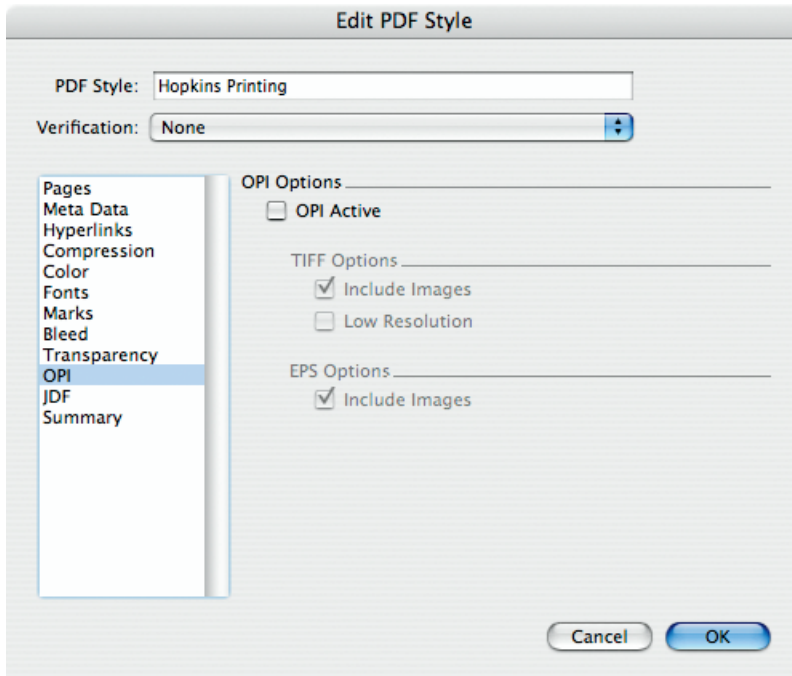 Edit PDF Style
PDF Style: Hopkins Printing
Verification: None
Pages
Meta Data
Hyperlinks
Compression
Color
Fonts
Marks
Bleed
Transparency
OPI
JDF
Summary
OPI Options
OPI Active
TIFF Options
Include Images
Low Resolution
EPS Options
Include Images
Cancel
OK